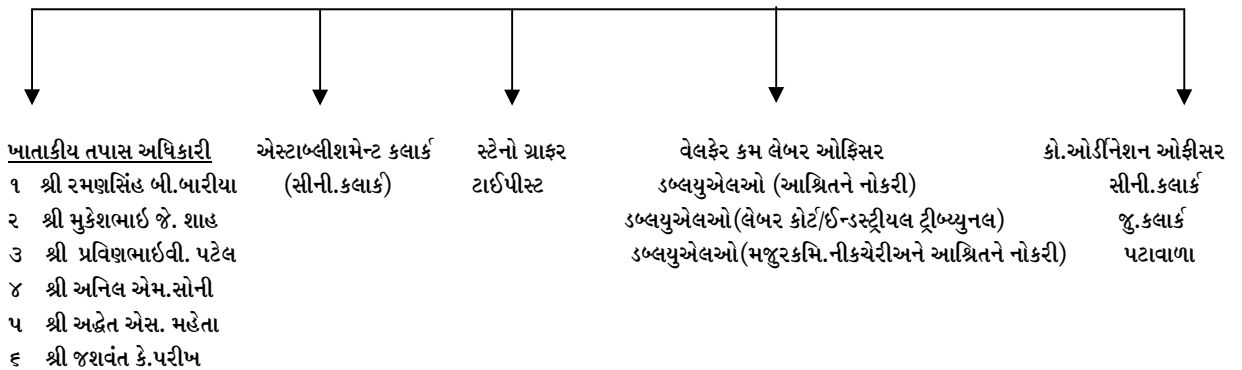 ખાતાકીય તપાસ અધિકારી એસ્ટાબ્લીશમેન્ટ કલાર્ક સ્ટેનો ગ્રાફર વેલફેર કમ લેબર ઓફિસર કો.ઓર્ડીનેશન ઓફીસર
૧ શ્રી રમણસિંહ બી.બારીયા (સીની.કલાર્ક) ટાઈપીસ્ટ ડબ્લયુએલઓ (આશ્રિતને નોકરી) સીની.કલાર્ક
૨ શ્રી મુકેશભાઇ જે. શાહ ડબ્લયુએલઓ(લેબર કોર્ટ/ઈન્ડસ્ટ્રીયલ ટ્રીબ્યુનલ) જુ.કલાર્ક
૩ શ્રી પ્રવિણભાઇવી. પટેલ ડબ્લયુએલઓ(મજુરકમિ.નીકચેરીઅને આશ્રિતને નોકરી) પટાવાળા
૪ શ્રી અનિલ એમ.સોની
૫ શ્રી અદ્વેત એસ. મહેતા
૬ શ્રી જશવંત કે.પરીખ